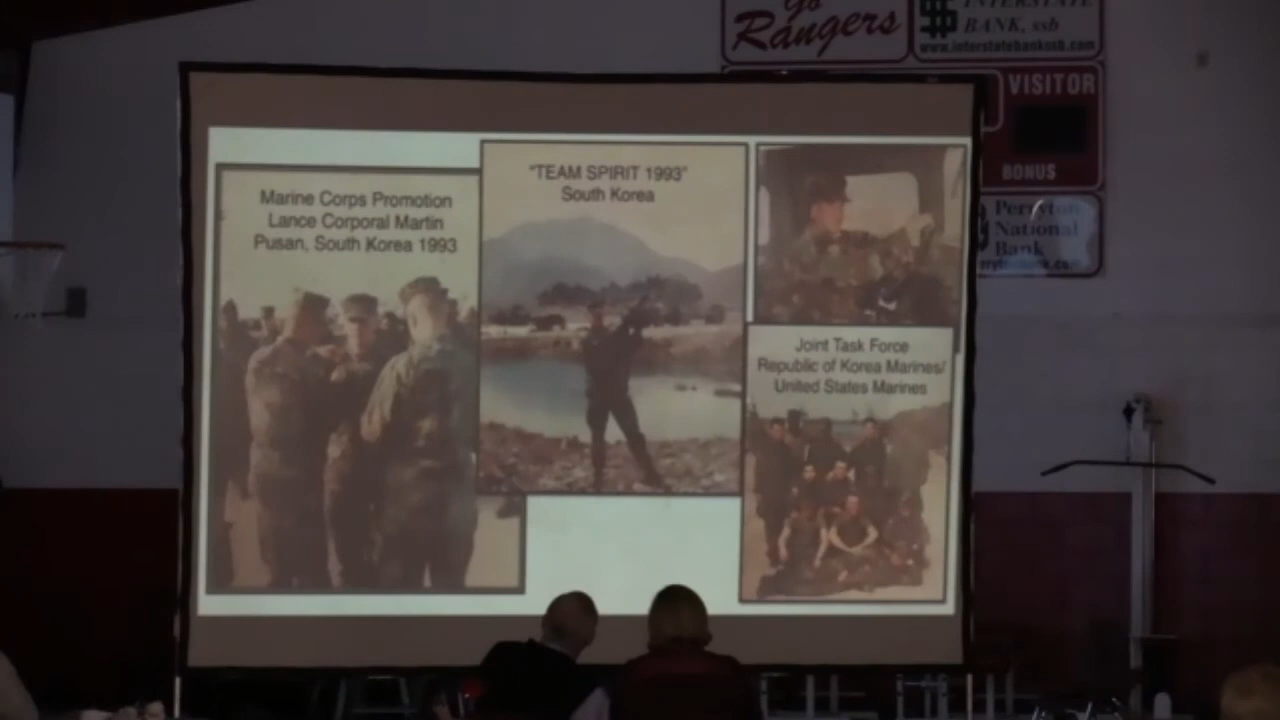 Go
Rangers
INTERSTATE
BANK, ssb
www.interstatebankssb.com
VISITOR
BONUS
Perryton
National
Bank
Marine Corps Promotion
Lance Corporal Martin
Pusan, South Korea 1993
"TEAM SPIRIT 1993"
South Korea
Joint Task Force
Republic of Korea Marines/
United States Marines